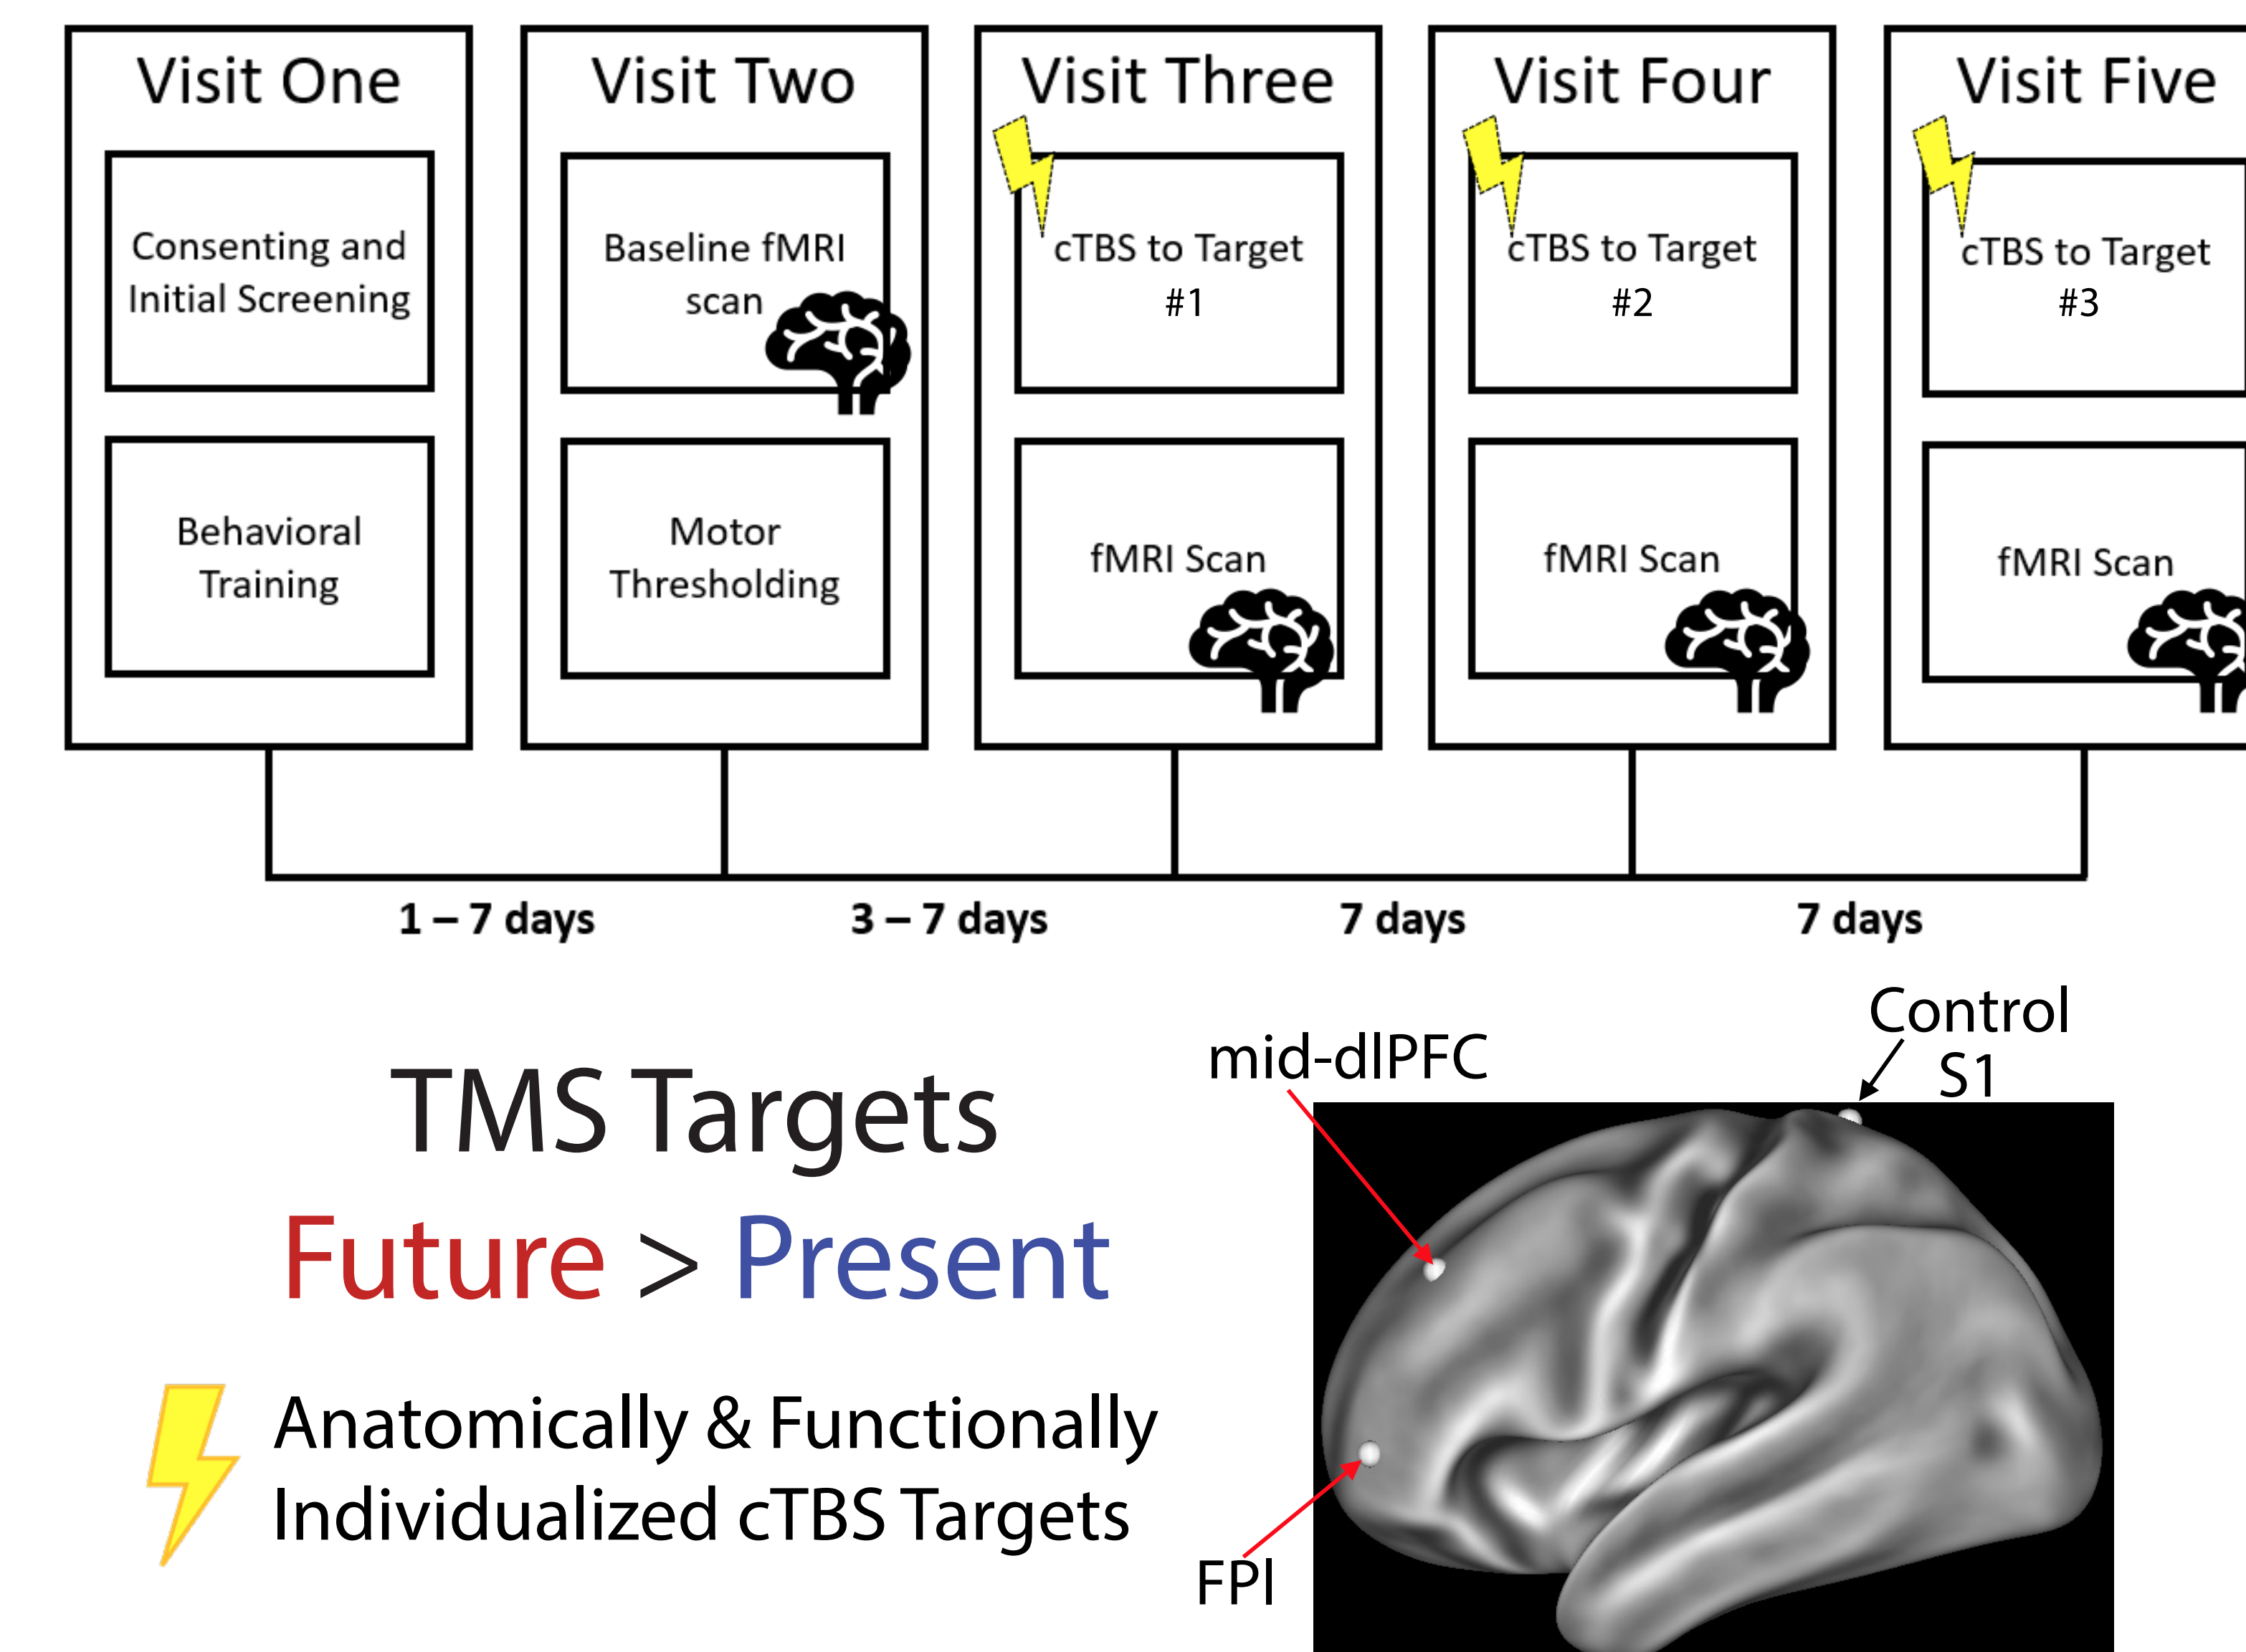 Visit One
Consenting and
Initial Screening
Behavioral
Training
Visit Two
Baseline fMRI
scan
Motor
Thresholding
Visit Three
cTBS to Target
#1
fMRI Scan
Visit Four
cTBS to Target
#2
fMRI Scan
Visit Five
cTBS to Target
#3
fMRI Scan
1 – 7 days
3 – 7 days
7 days
7 days
TMS Targets
Future > Present
Anatomically & Functionally
Individualized cTBS Targets
mid-dlPFC
Control
S1
FPl